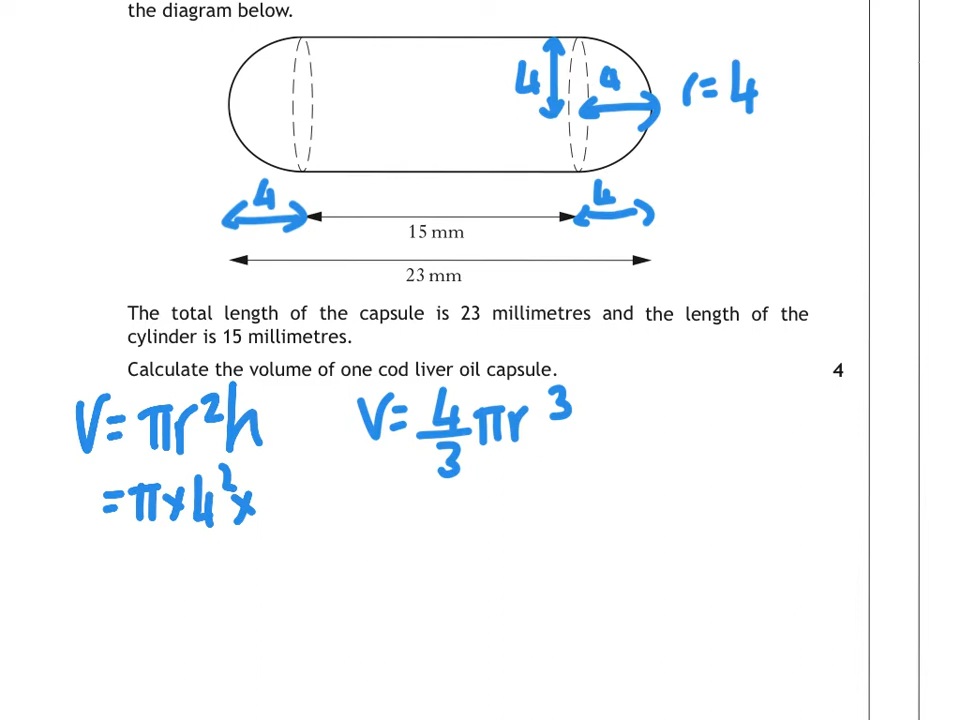 the diagram below.
4 4 r = 4
4 4
15 mm
23 mm
The total length of the capsule is 23 millimetres and the length of the
cylinder is 15 millimetres.
Calculate the volume of one cod liver oil capsule. 4
V = πr²h V = 4/3 πr³
= π × 4² ×